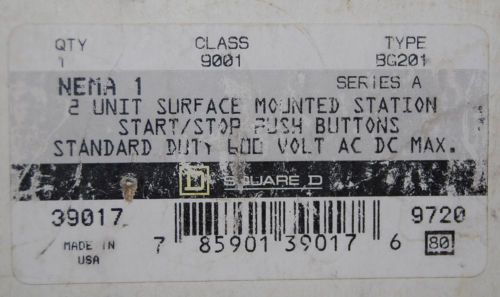 QTY CLASS TYPE
1 9001 BG201
NEMA 1 SERIES A
2 UNIT SURFACE MOUNTED STATION
START/STOP PUSH BUTTONS
STANDARD DUTY 600 VOLT AC DC MAX.
SQUARE D
39017 9720
MADE IN
USA
7 85901 39017 6 80